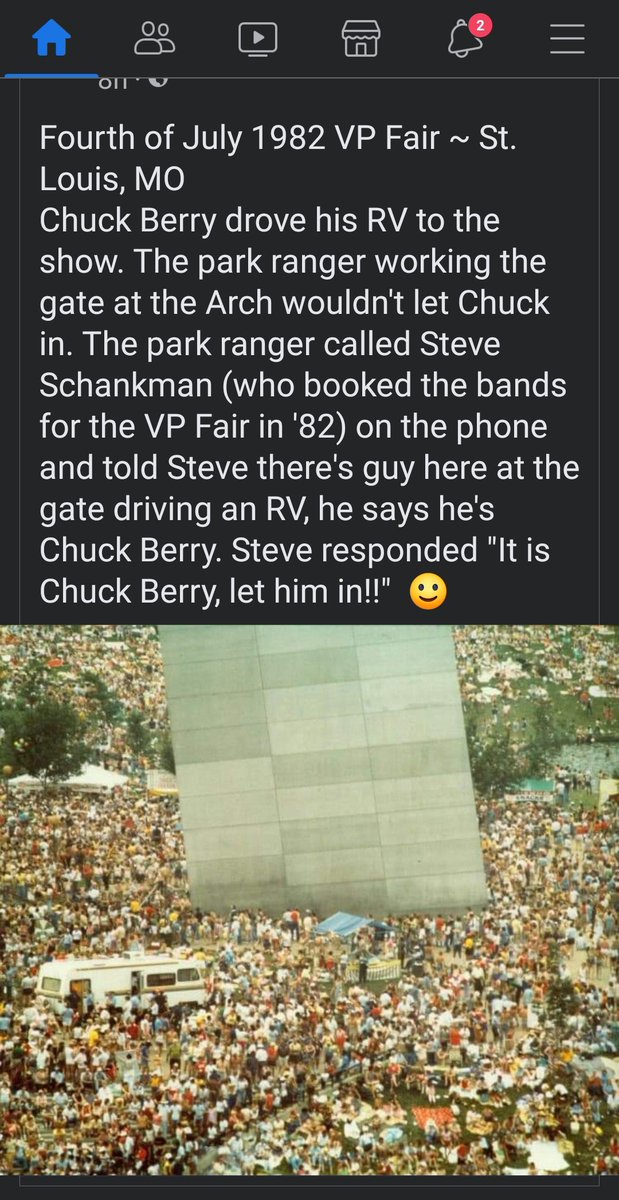 2
Fourth of July 1982 VP Fair ~ St.
Louis, MO
Chuck Berry drove his RV to the
show. The park ranger working the
gate at the Arch wouldn't let Chuck
in. The park ranger called Steve
Schankman (who booked the bands
for the VP Fair in '82) on the phone
and told Steve there's guy here at the
gate driving an RV, he says he's
Chuck Berry. Steve responded "It is
Chuck Berry, let him in!!" 🙂